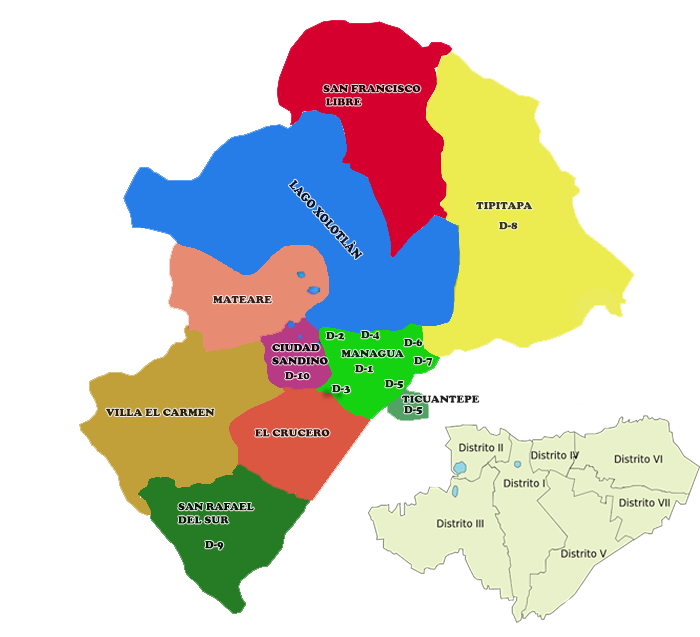 SAN FRANCISCO
LIBRE
LAGO XOLOTLÀN
TIPITAPA
D-8
MATEARE
D-2
D-4
D-6
CIUDAD
SANDINO
D-10
MANAGUA
D-1
D-7
D-3
D-5
TICUANTEPE
D-5
VILLA EL CARMEN
EL CRUCERO
SAN RAFAEL
DEL SUR
D-9
Distrito II
Distrito IV
Distrito VI
Distrito I
Distrito VII
Distrito III
Distrito V